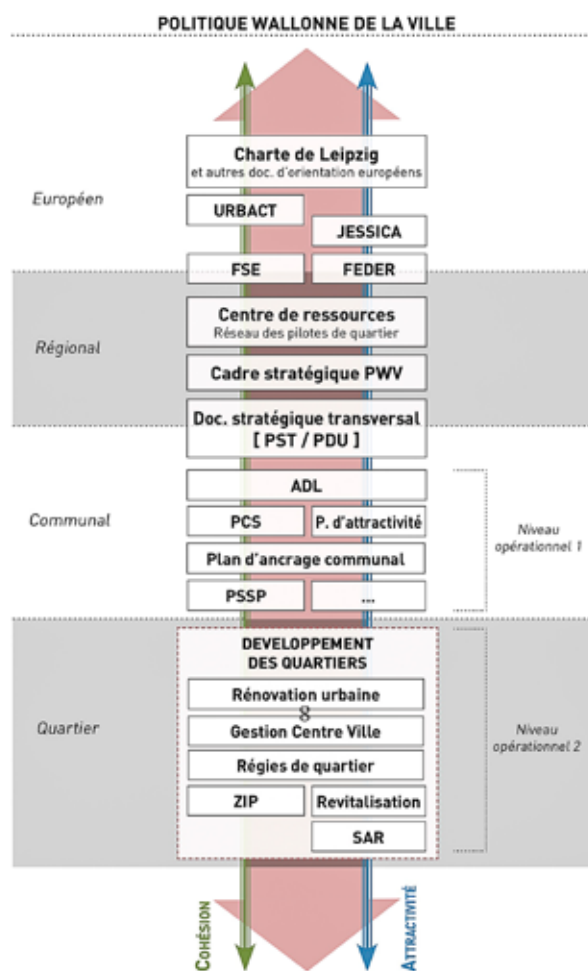 POLITIQUE WALLONNE DE LA VILLE
Européen
Charte de Leipzig
et autres doc. d'orientation européens
URBACT
JESSICA
FSE
FEDER
Régional
Centre de ressources
Réseau des pilotes de quartier
Cadre stratégique PWV
Doc. stratégique transversal
[ PST / PDU ]
Communal
ADL
PCS
P. d'attractivité
Plan d'ancrage communal
PSSP
...
Niveau
opérationnel 1
Quartier
DEVELOPPEMENT
DES QUARTIERS
Rénovation urbaine
8
Gestion Centre Ville
Régies de quartier
ZIP
Revitalisation
SAR
Niveau
opérationnel 2
COHÉSION
ATTRACTIVITÉ